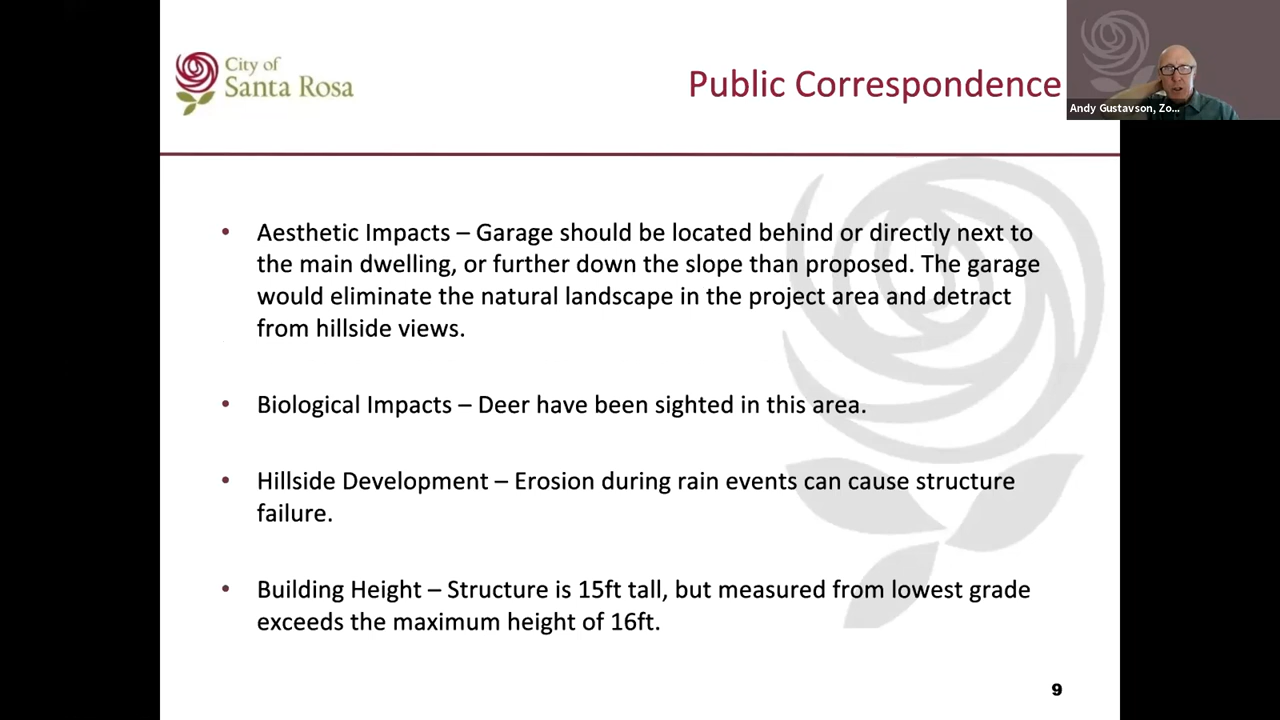 City of
Santa Rosa
Public Correspondence
Andy Gustavson, Zo...
• Aesthetic Impacts – Garage should be located behind or directly next to
the main dwelling, or further down the slope than proposed. The garage
would eliminate the natural landscape in the project area and detract
from hillside views.
• Biological Impacts – Deer have been sighted in this area.
• Hillside Development – Erosion during rain events can cause structure
failure.
• Building Height – Structure is 15ft tall, but measured from lowest grade
exceeds the maximum height of 16ft.
9